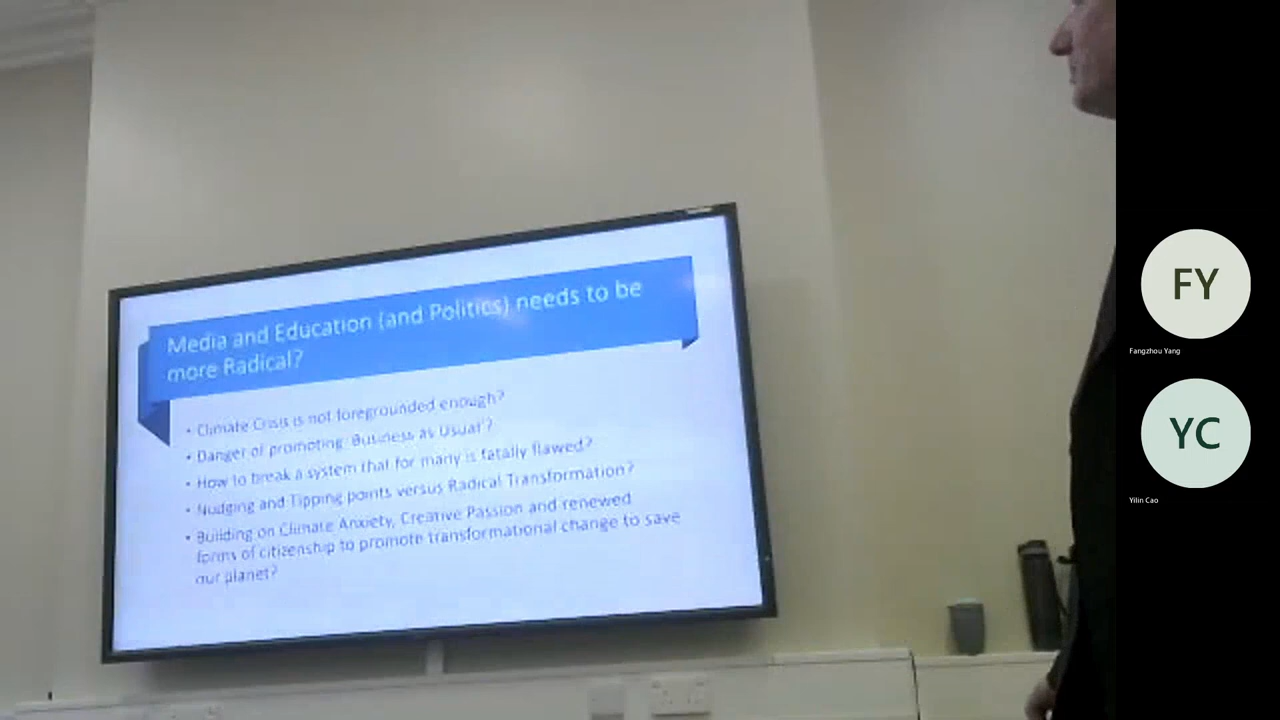 Media and Education (and Politics) needs to be
more Radical?
• Climate Crisis is not foregrounded enough?
• Danger of promoting 'Business as Usual'?
• How to break a system that for many is fatally flawed?
• Nudging and Tipping points versus Radical Transformation?
• Building on Climate Anxiety, Creative Passion and renewed
forms of citizenship to promote transformational change to save
our planet?
FY
Fangzhou Yang
YC
Yilin Cao